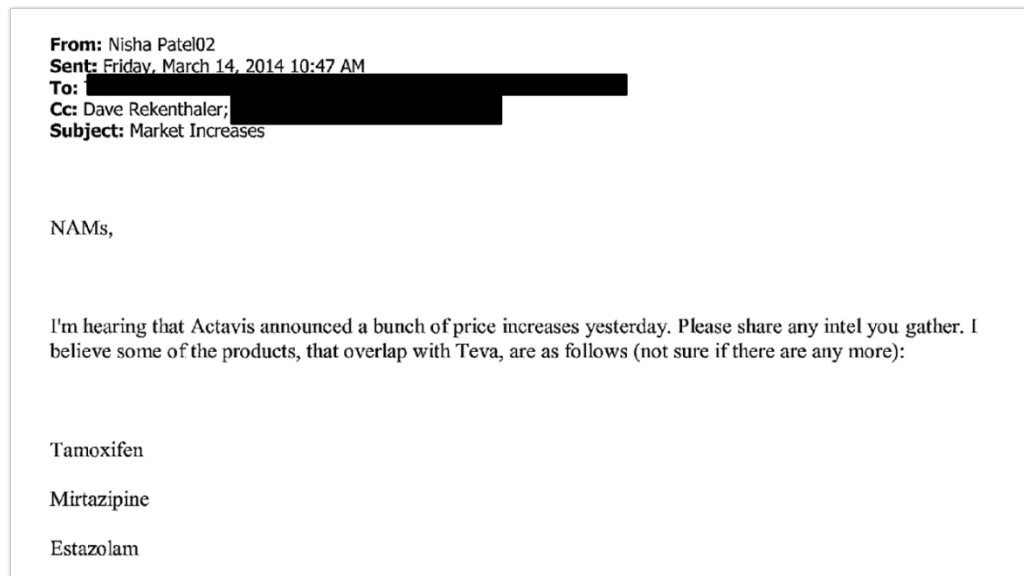 From: Nisha Patel02
Sent: Friday, March 14, 2014 10:47 AM
To:
Cc: Dave Rekenthaler;
Subject: Market Increases
NAMs,
I'm hearing that Actavis announced a bunch of price increases yesterday. Please share any intel you gather. I
believe some of the products, that overlap with Teva, are as follows (not sure if there are any more):
Tamoxifen
Mirtazipine
Estazolam